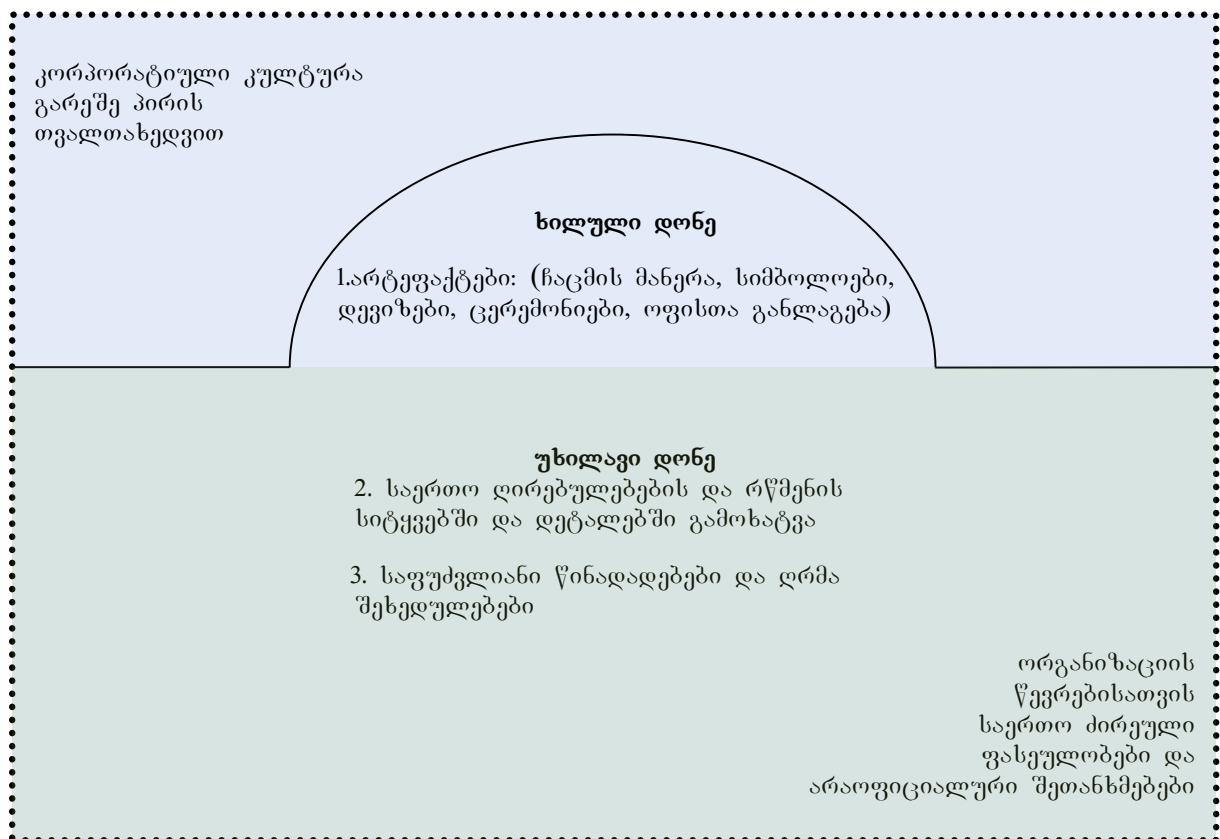 კორპორატიული კულტურა
გარეშე პირის
თვალთახედვით
ხილული დონე
1.არტეფაქტები: (ჩაცმის მანერა, სიმბოლოები,
დევიზები, ცერემონიები, ოფისთა განლაგება)
უხილავი დონე
2. საერთო ღირებულებების და რწმენის
სიტყვებში და დეტალებში გამოხატვა
3. საფუძვლიანი წინადადებები და ღრმა
შეხედულებები
ორგანიზაციის
წევრებისათვის
საერთო ძირეული
ფასეულობები და
არაოფიციალური შეთანხმებები